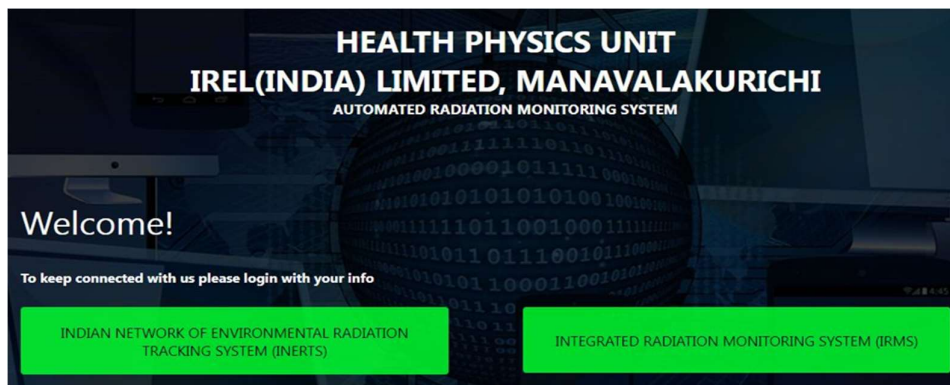 HEALTH PHYSICS UNIT
IREL(INDIA) LIMITED, MANAVALAKURICHI
AUTOMATED RADIATION MONITORING SYSTEM
Welcome!
To keep connected with us please login with your info
INDIAN NETWORK OF ENVIRONMENTAL RADIATION
TRACKING SYSTEM (INERTS)
INTEGRATED RADIATION MONITORING SYSTEM (IRMS)